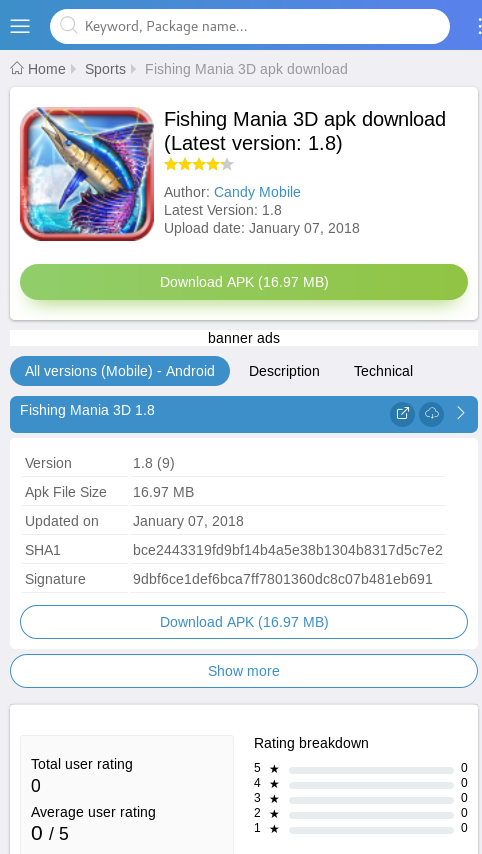 Keyword, Package name...
Home Sports Fishing Mania 3D apk download
Fishing Mania 3D apk download
(Latest version: 1.8)
Author: Candy Mobile
Latest Version: 1.8
Upload date: January 07, 2018
Download APK (16.97 MB)
banner ads
All versions (Mobile) - Android Description Technical
Fishing Mania 3D 1.8
Version 1.8 (9)
Apk File Size 16.97 MB
Updated on January 07, 2018
SHA1 bce2443319fd9bf14b4a5e38b1304b8317d5c7e2
Signature 9dbf6ce1def6bca7ff7801360dc8c07b481eb691
Download APK (16.97 MB)
Show more
Total user rating
0
Average user rating
0 / 5
Rating breakdown
5 ★ 0
4 ★ 0
3 ★ 0
2 ★ 0
1 ★ 0